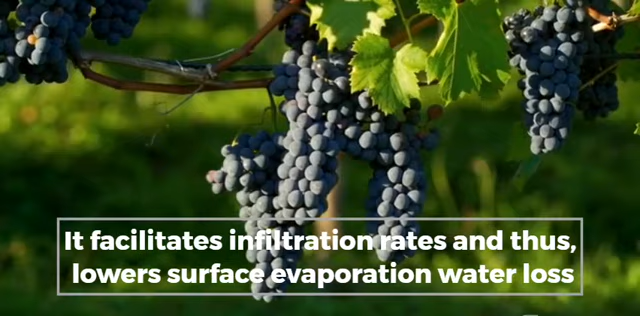 It facilitates infiltration rates and thus,
lowers surface evaporation water loss